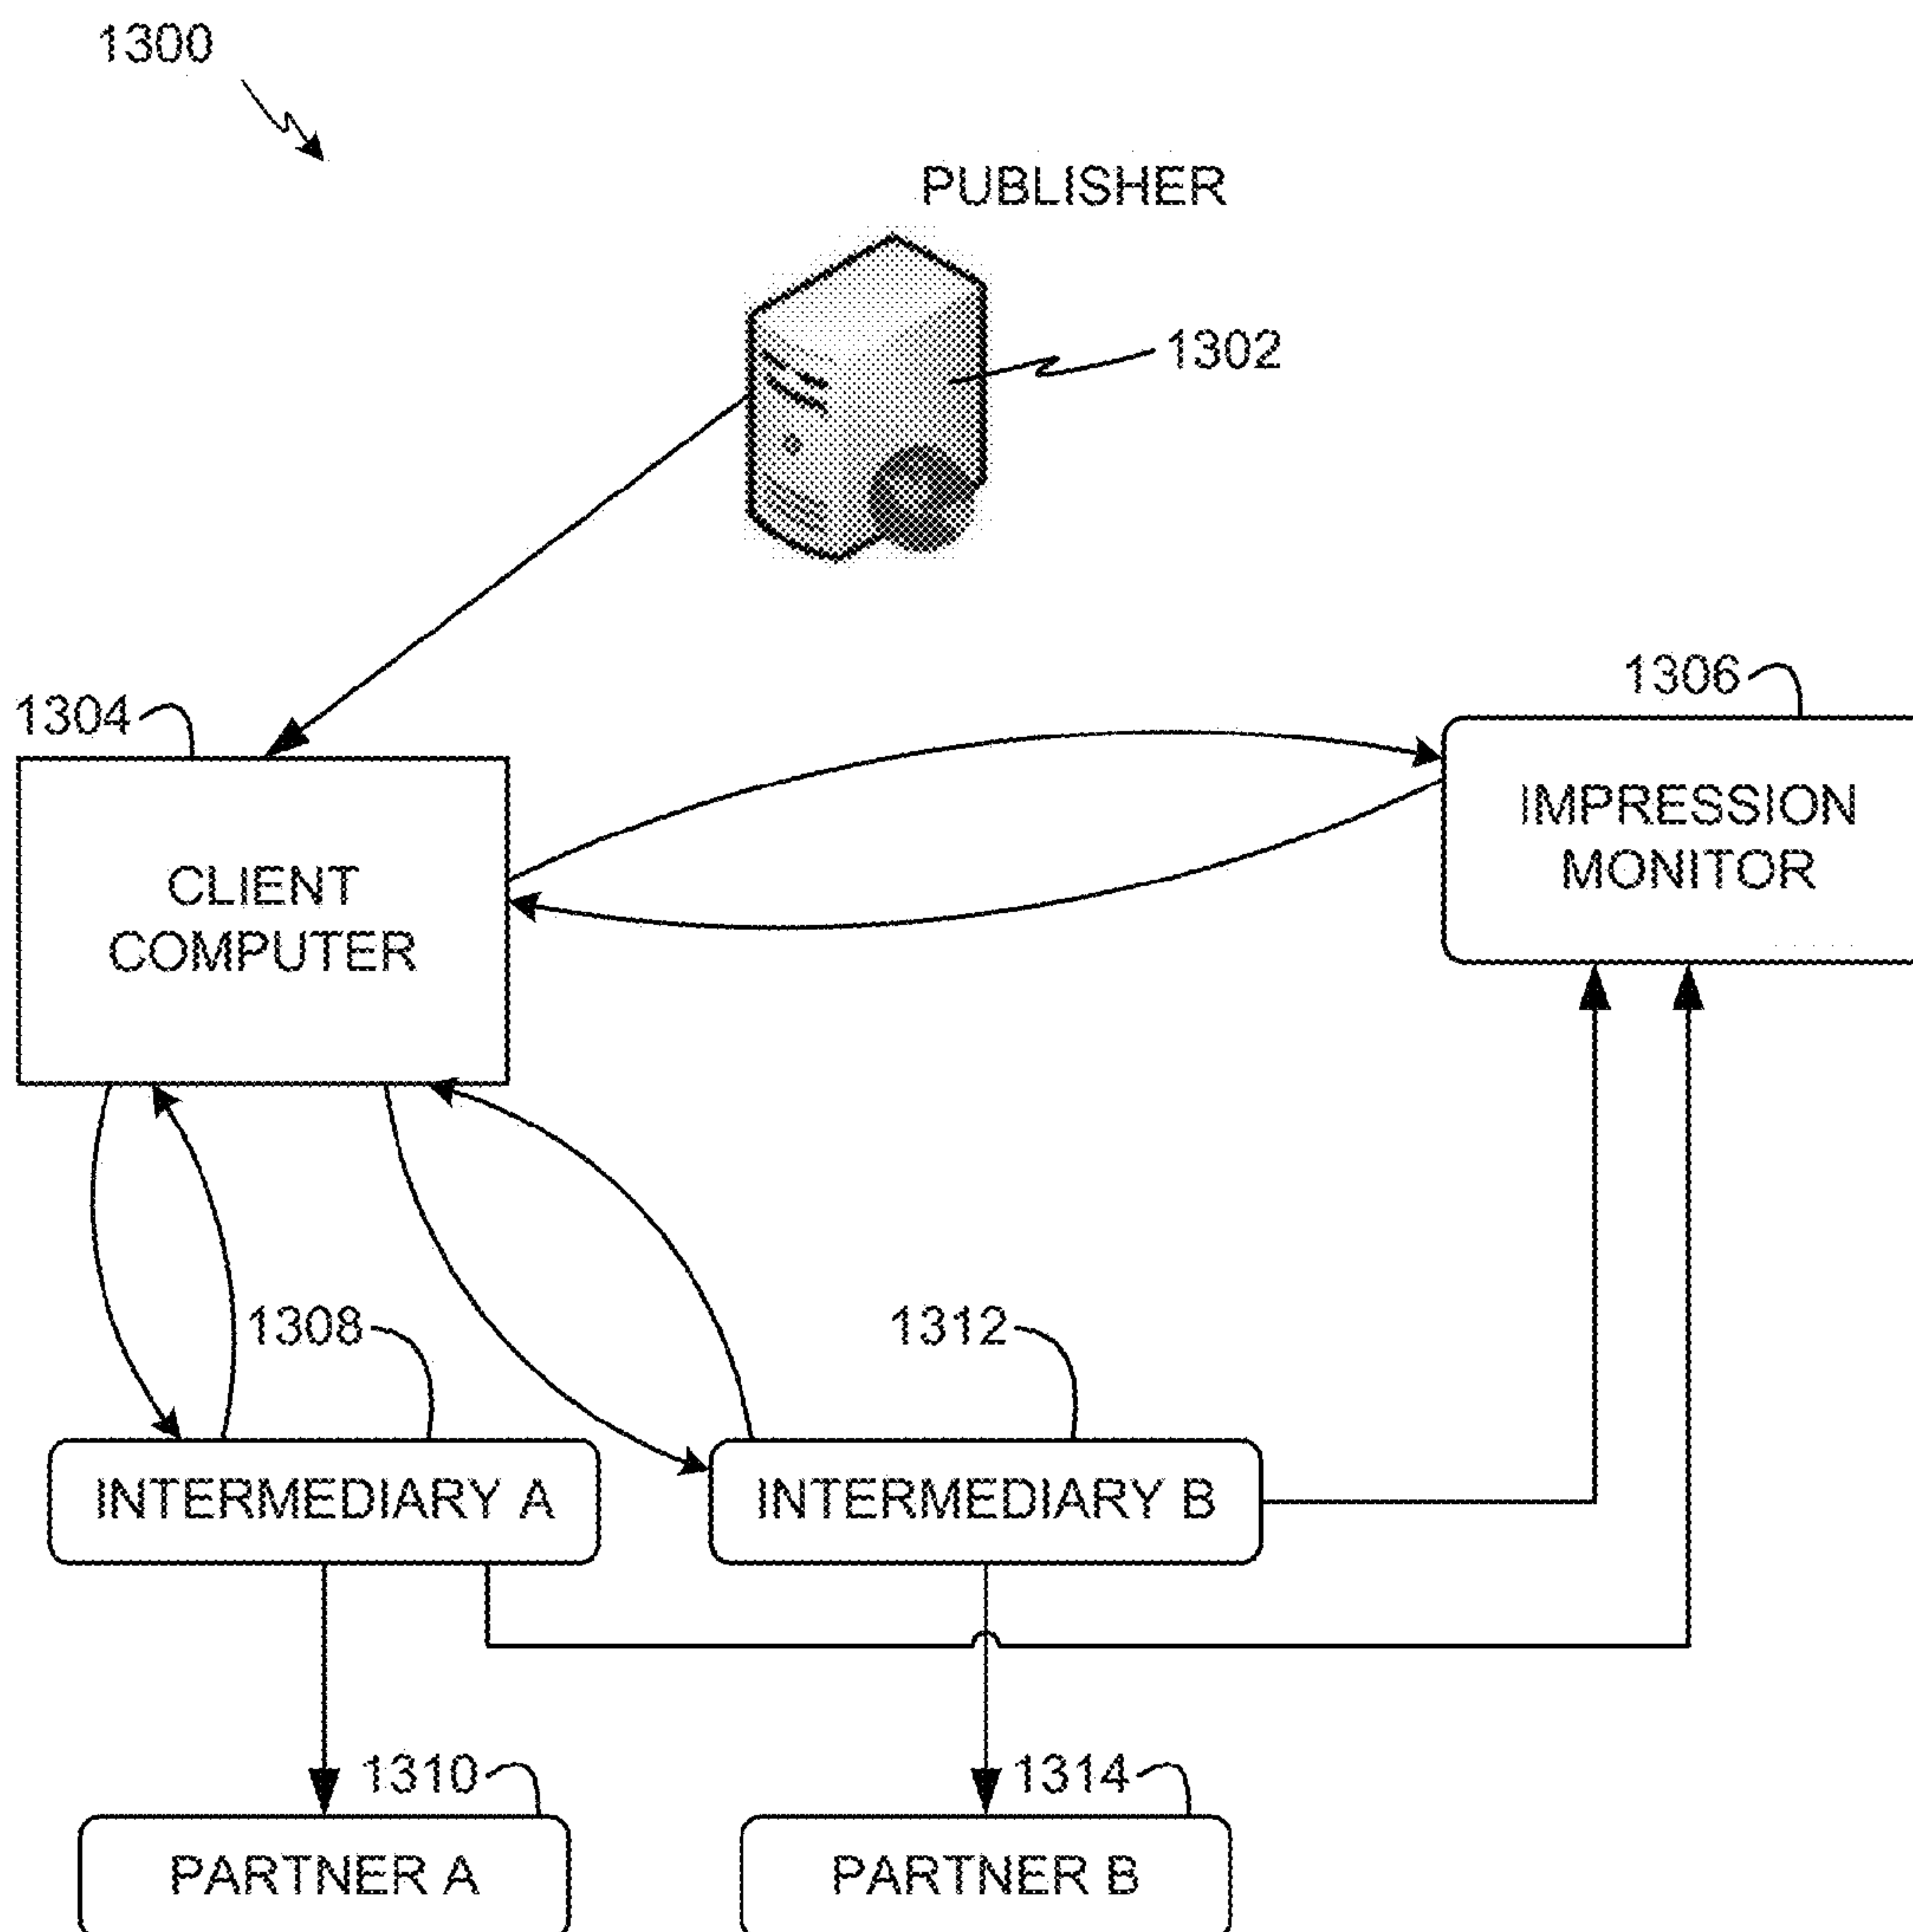 1300
PUBLISHER
1302
1304
1306
CLIENT
COMPUTER
IMPRESSION
MONITOR
1308
1312
INTERMEDIARY A
INTERMEDIARY B
1310
1314
PARTNER A
PARTNER B